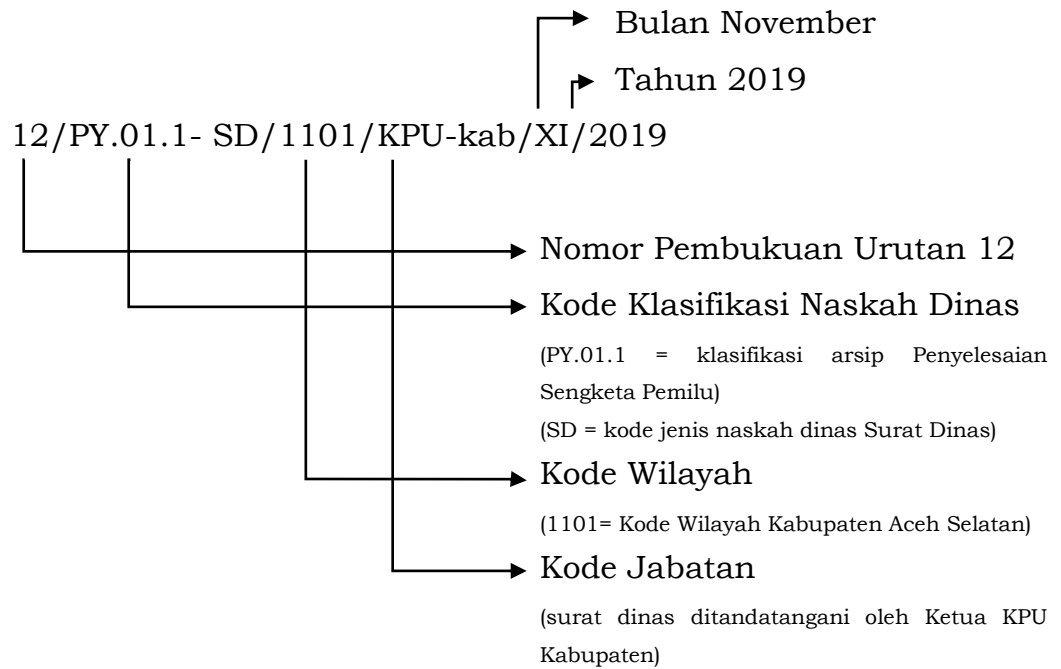 Bulan November
Tahun 2019
12/PY.01.1- SD/1101/KPU-kab/XI/2019
Nomor Pembukuan Urutan 12
Kode Klasifikasi Naskah Dinas
(PY.01.1 = klasifikasi arsip Penyelesaian
Sengketa Pemilu)
(SD = kode jenis naskah dinas Surat Dinas)
Kode Wilayah
(1101= Kode Wilayah Kabupaten Aceh Selatan)
Kode Jabatan
(surat dinas ditandatangani oleh Ketua KPU
Kabupaten)